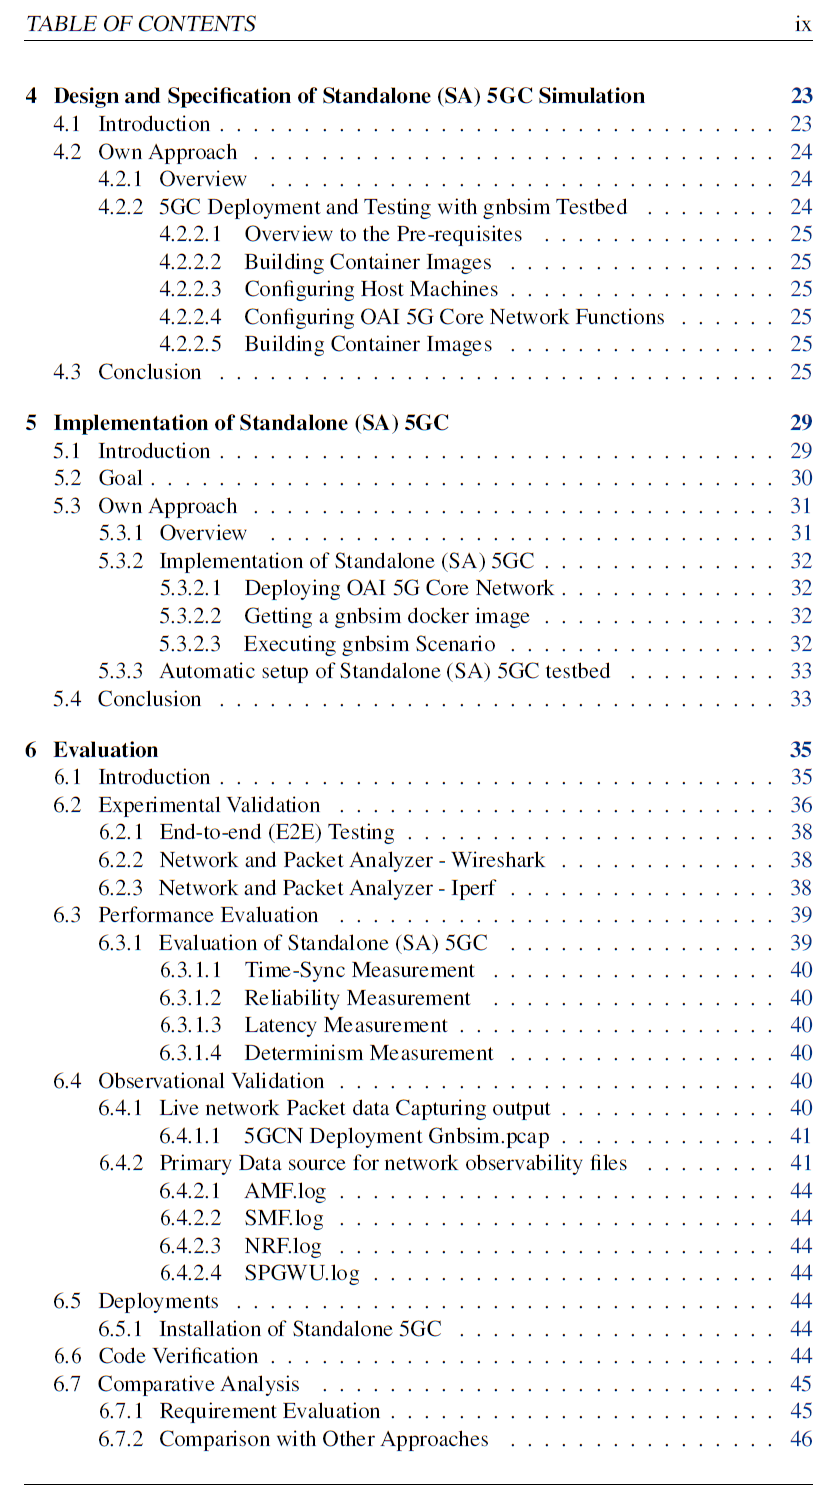 TABLE OF CONTENTS ix
4 Design and Specification of Standalone (SA) 5GC Simulation 23
4.1 Introduction . . . . . . . . . . . . . . . . . . . . . . . . . . . . . . . . . 23
4.2 Own Approach . . . . . . . . . . . . . . . . . . . . . . . . . . . . . . . 24
4.2.1 Overview . . . . . . . . . . . . . . . . . . . . . . . . . . . . . . 24
4.2.2 5GC Deployment and Testing with gnbsim Testbed . . . . . . . . 24
4.2.2.1 Overview to the Pre-requisites . . . . . . . . . . . . . . 25
4.2.2.2 Building Container Images . . . . . . . . . . . . . . . . 25
4.2.2.3 Configuring Host Machines . . . . . . . . . . . . . . . . 25
4.2.2.4 Configuring OAI 5G Core Network Functions . . . . . . 25
4.2.2.5 Building Container Images . . . . . . . . . . . . . . . . 25
4.3 Conclusion . . . . . . . . . . . . . . . . . . . . . . . . . . . . . . . . . 25
5 Implementation of Standalone (SA) 5GC 29
5.1 Introduction . . . . . . . . . . . . . . . . . . . . . . . . . . . . . . . . . 29
5.2 Goal . . . . . . . . . . . . . . . . . . . . . . . . . . . . . . . . . . . . . 30
5.3 Own Approach . . . . . . . . . . . . . . . . . . . . . . . . . . . . . . . 31
5.3.1 Overview . . . . . . . . . . . . . . . . . . . . . . . . . . . . . . 31
5.3.2 Implementation of Standalone (SA) 5GC . . . . . . . . . . . . . . 32
5.3.2.1 Deploying OAI 5G Core Network . . . . . . . . . . . . . 32
5.3.2.2 Getting a gnbsim docker image . . . . . . . . . . . . . . 32
5.3.2.3 Executing gnbsim Scenario . . . . . . . . . . . . . . . . 32
5.3.3 Automatic setup of Standalone (SA) 5GC testbed . . . . . . . . . 33
5.4 Conclusion . . . . . . . . . . . . . . . . . . . . . . . . . . . . . . . . . 33
6 Evaluation 35
6.1 Introduction . . . . . . . . . . . . . . . . . . . . . . . . . . . . . . . . . 35
6.2 Experimental Validation . . . . . . . . . . . . . . . . . . . . . . . . . . 36
6.2.1 End-to-end (E2E) Testing . . . . . . . . . . . . . . . . . . . . . . 38
6.2.2 Network and Packet Analyzer - Wireshark . . . . . . . . . . . . . 38
6.2.3 Network and Packet Analyzer - Iperf . . . . . . . . . . . . . . . . 38
6.3 Performance Evaluation . . . . . . . . . . . . . . . . . . . . . . . . . . 39
6.3.1 Evaluation of Standalone (SA) 5GC . . . . . . . . . . . . . . . . 39
6.3.1.1 Time-Sync Measurement . . . . . . . . . . . . . . . . . 40
6.3.1.2 Reliability Measurement . . . . . . . . . . . . . . . . . 40
6.3.1.3 Latency Measurement . . . . . . . . . . . . . . . . . . . 40
6.3.1.4 Determinism Measurement . . . . . . . . . . . . . . . . 40
6.4 Observational Validation . . . . . . . . . . . . . . . . . . . . . . . . . . 40
6.4.1 Live network Packet data Capturing output . . . . . . . . . . . . . 40
6.4.1.1 5GCN Deployment Gnbsim.pcap . . . . . . . . . . . . . 41
6.4.2 Primary Data source for network observability files . . . . . . . . 41
6.4.2.1 AMF.log . . . . . . . . . . . . . . . . . . . . . . . . . . 44
6.4.2.2 SMF.log . . . . . . . . . . . . . . . . . . . . . . . . . . 44
6.4.2.3 NRF.log . . . . . . . . . . . . . . . . . . . . . . . . . . 44
6.4.2.4 SPGWU.log . . . . . . . . . . . . . . . . . . . . . . . . 44
6.5 Deployments . . . . . . . . . . . . . . . . . . . . . . . . . . . . . . . . 44
6.5.1 Installation of Standalone 5GC . . . . . . . . . . . . . . . . . . . 44
6.6 Code Verification . . . . . . . . . . . . . . . . . . . . . . . . . . . . . . 44
6.7 Comparative Analysis . . . . . . . . . . . . . . . . . . . . . . . . . . . 45
6.7.1 Requirement Evaluation . . . . . . . . . . . . . . . . . . . . . . . 45
6.7.2 Comparison with Other Approaches . . . . . . . . . . . . . . . . 46